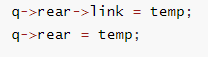 q->rear->link = temp;
q->rear = temp;